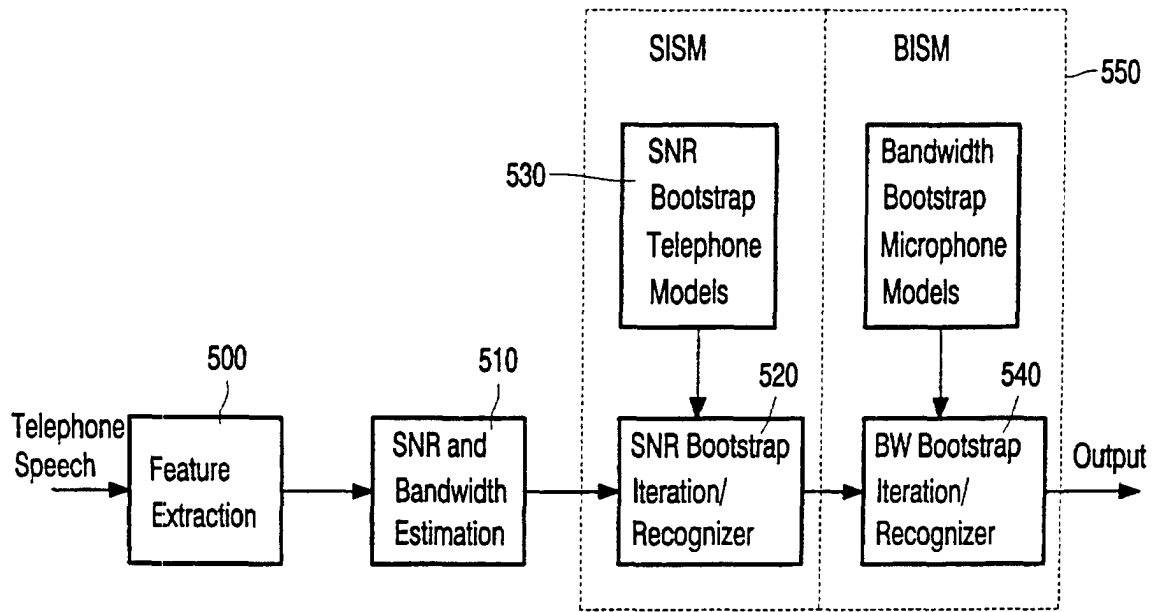 SISM
BISM
550
SNR
Bootstrap
Telephone
Models
530
Bandwidth
Bootstrap
Microphone
Models
500
510
520
540
Telephone
Speech
Feature
Extraction
SNR and
Bandwidth
Estimation
SNR Bootstrap
Iteration/
Recognizer
BW Bootstrap
Iteration/
Recognizer
Output